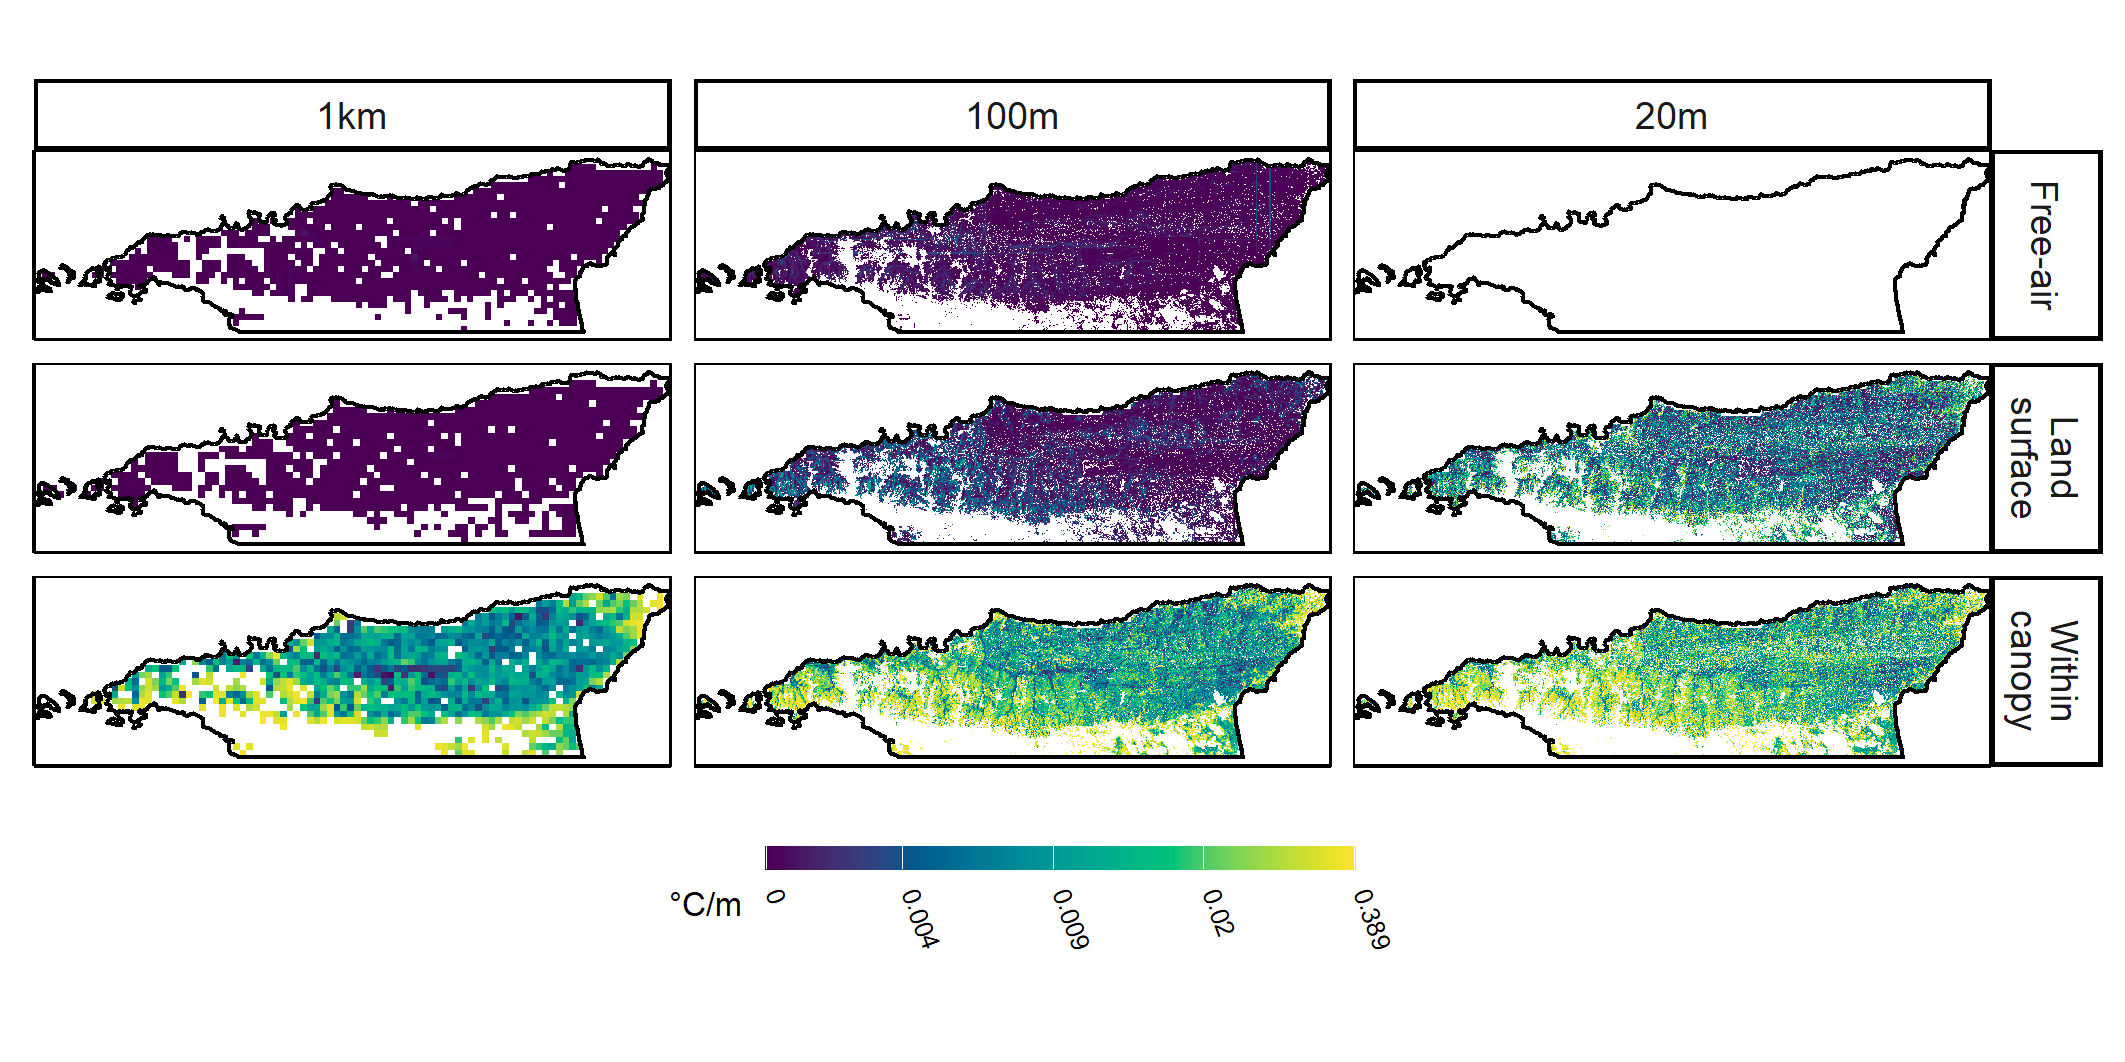 1km
100m
20m
Free-air
Land
surface
Within
canopy
°C/m
0
0.004
0.009
0.02
0.389